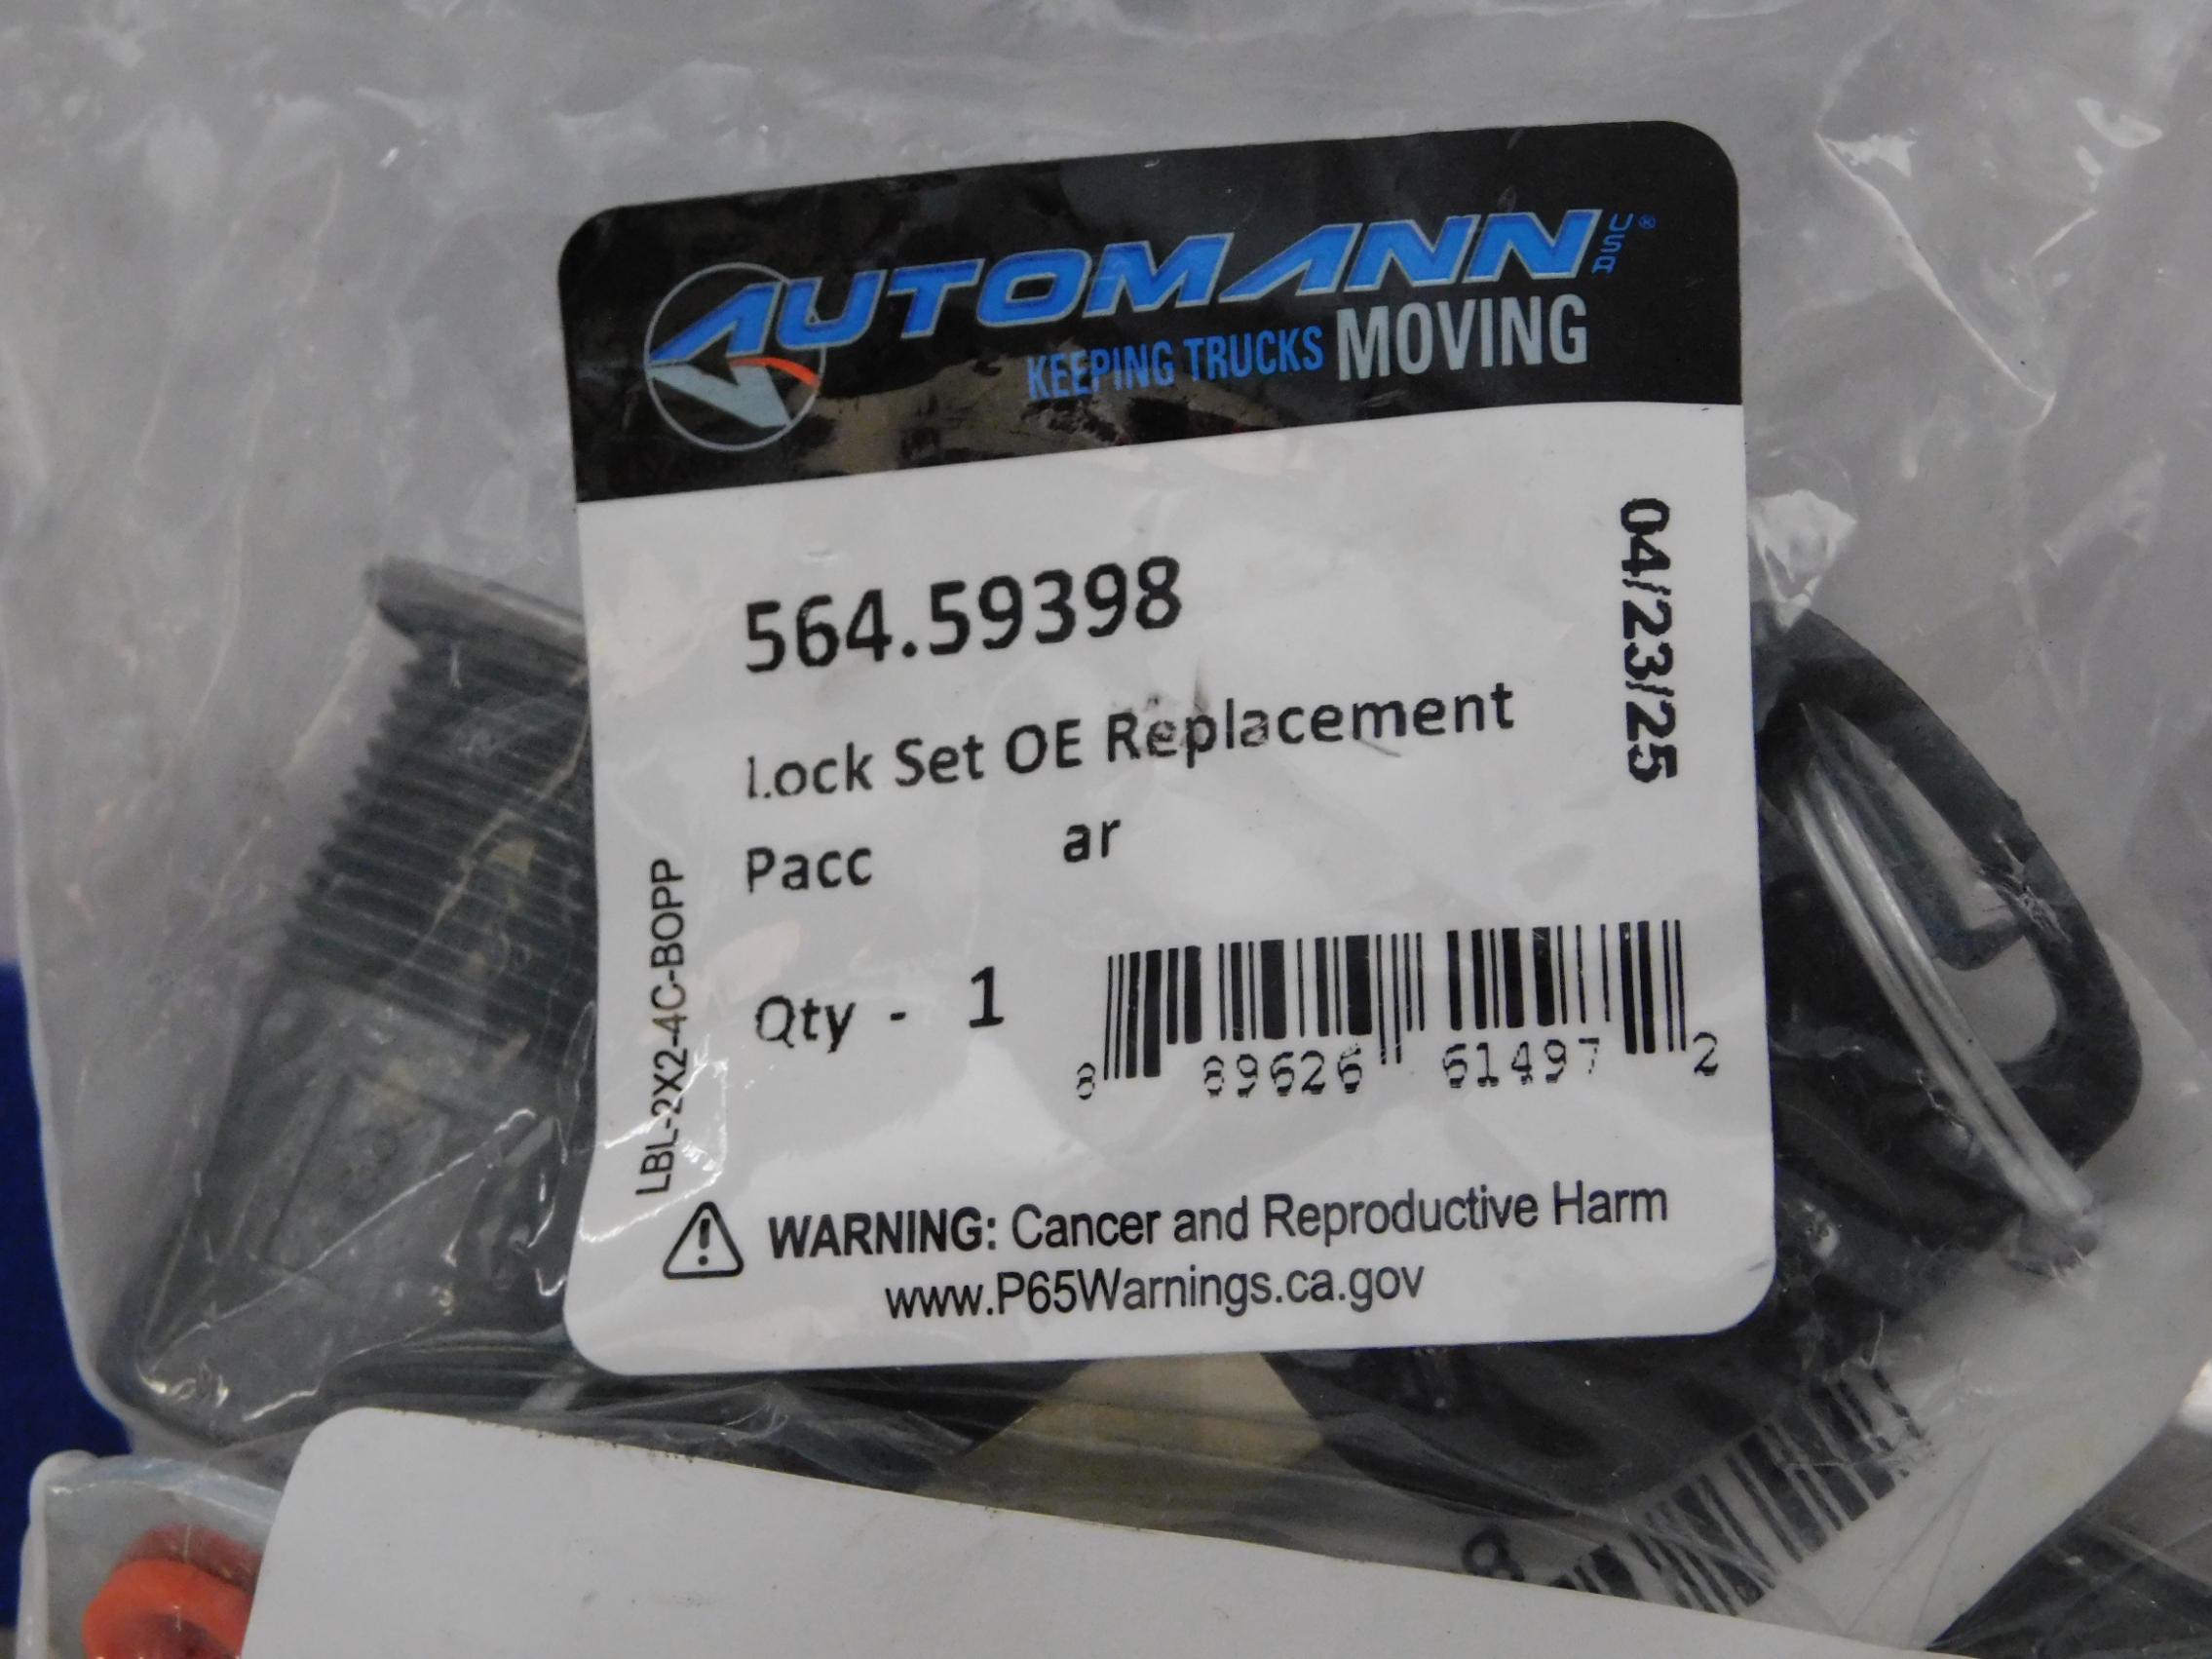 AUTOMANN USA®
KEEPING TRUCKS MOVING
564.59398
04/23/25
Lock Set OE Replacement
Pacc ar
Qty - 1
8 89626 61497 2
LBL-2X2-4C-BOPP
WARNING: Cancer and Reproductive Harm
www.P65Warnings.ca.gov
8